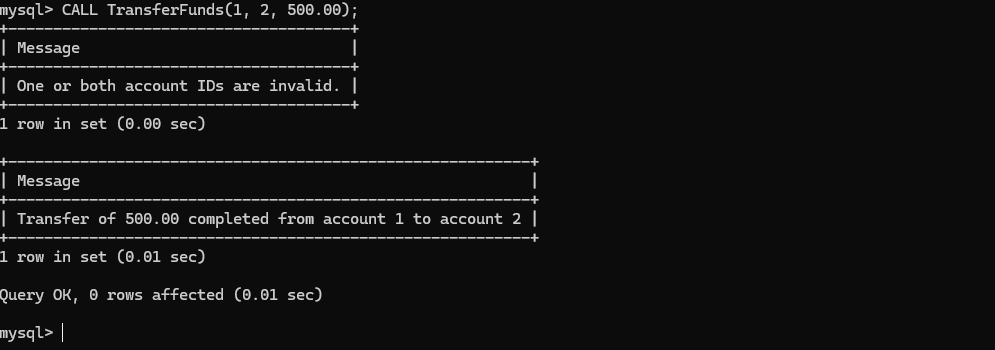 mysql> CALL TransferFunds(1, 2, 500.00);
+------------------------------------+
| Message                            |
+------------------------------------+
| One or both account IDs are invalid. |
+------------------------------------+
1 row in set (0.00 sec)
+----------------------------------------------------------+
| Message                                                  |
+----------------------------------------------------------+
| Transfer of 500.00 completed from account 1 to account 2 |
+----------------------------------------------------------+
1 row in set (0.01 sec)
Query OK, 0 rows affected (0.01 sec)
mysql>